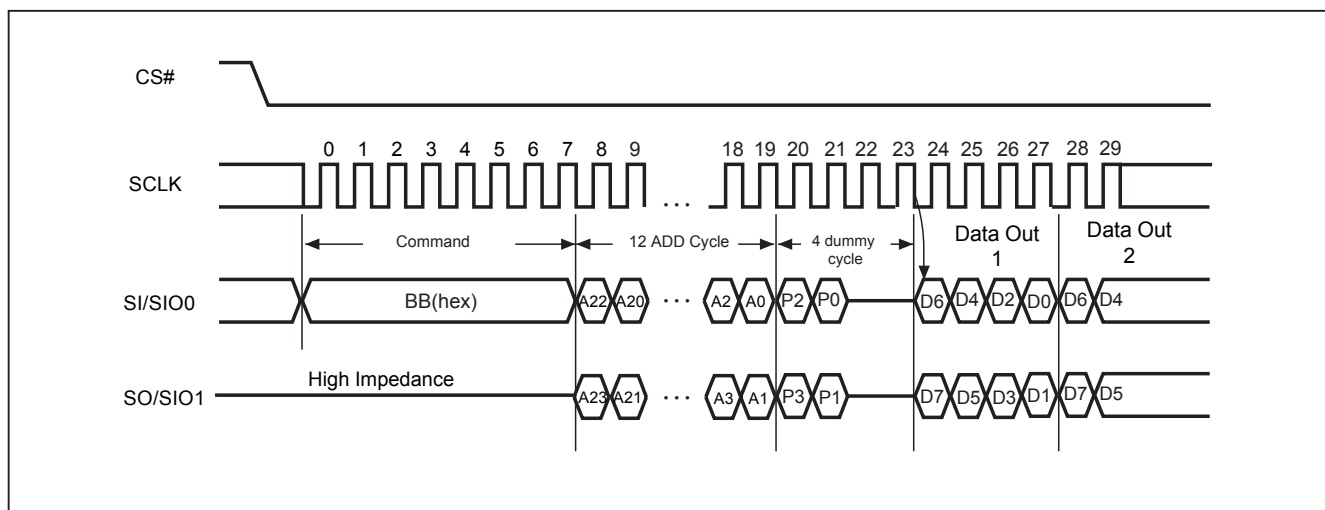 CS#
0 1 2 3 4 5 6 7 8 9 18 19 20 21 22 23 24 25 26 27 28 29
SCLK
...
Command 12 ADD Cycle 4 dummy
cycle
Data Out
1
Data Out
2
SI/SIO0 BB(hex) A22 A20 ... A2 A0 P2 P0 D6 D4 D2 D0 D6 D4
High Impedance
SO/SIO1 A23 A21 ... A3 A1 P3 P1 D7 D5 D3 D1 D7 D5